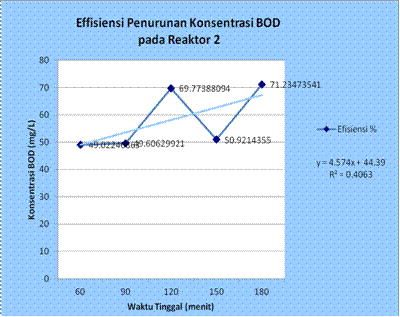 Effisiensi Penurunan Konsentrasi BOD
pada Reaktor 2
80
70
60
50
40
30
20
10
0
Konsentrasi BOD (mg/L)
69.77388094
71.23473541
49.60629921
50.9214355
Efisiensi %
y = 4.574x + 44.39
R² = 0.4063
60 90 120 150 180
Waktu Tinggal (menit)